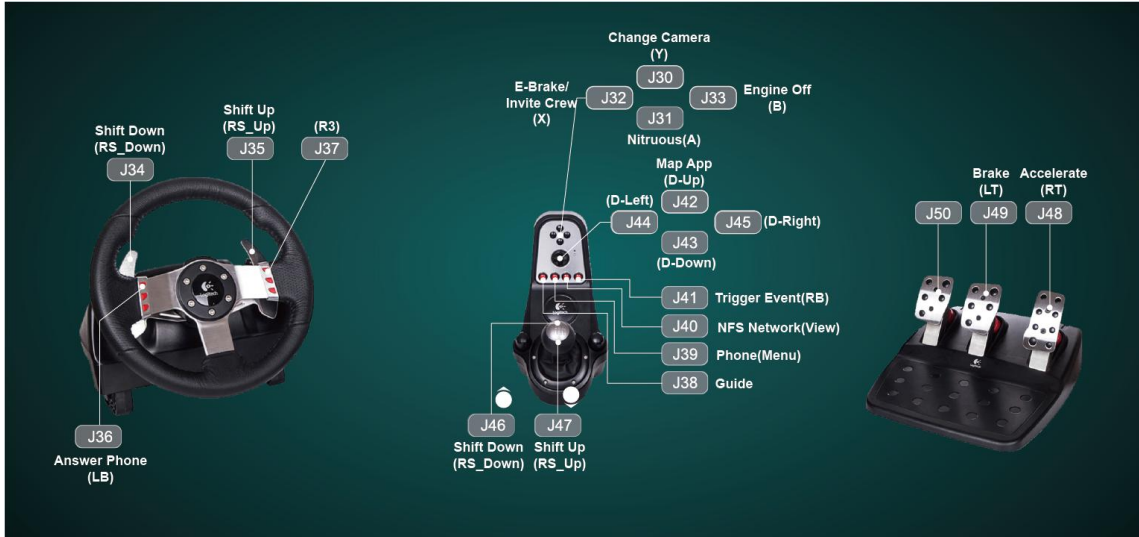 Change Camera
(Y)
J30
E-Brake/
Invite Crew
(X)
J32
J33
Engine Off
(B)
J31
Nitruous(A)
Shift Down
(RS_Down)
J34
Shift Up
(RS_Up)
J35
(R3)
J37
Map App
(D-Up)
J42
(D-Left)
J44
J45
(D-Right)
J43
(D-Down)
J41
Trigger Event(RB)
J40
NFS Network(View)
J39
Phone(Menu)
J38
Guide
J36
Answer Phone
(LB)
J46
Shift Down
(RS_Down)
J47
Shift Up
(RS_Up)
J50
Brake
(LT)
J49
Accelerate
(RT)
J48
Logitech